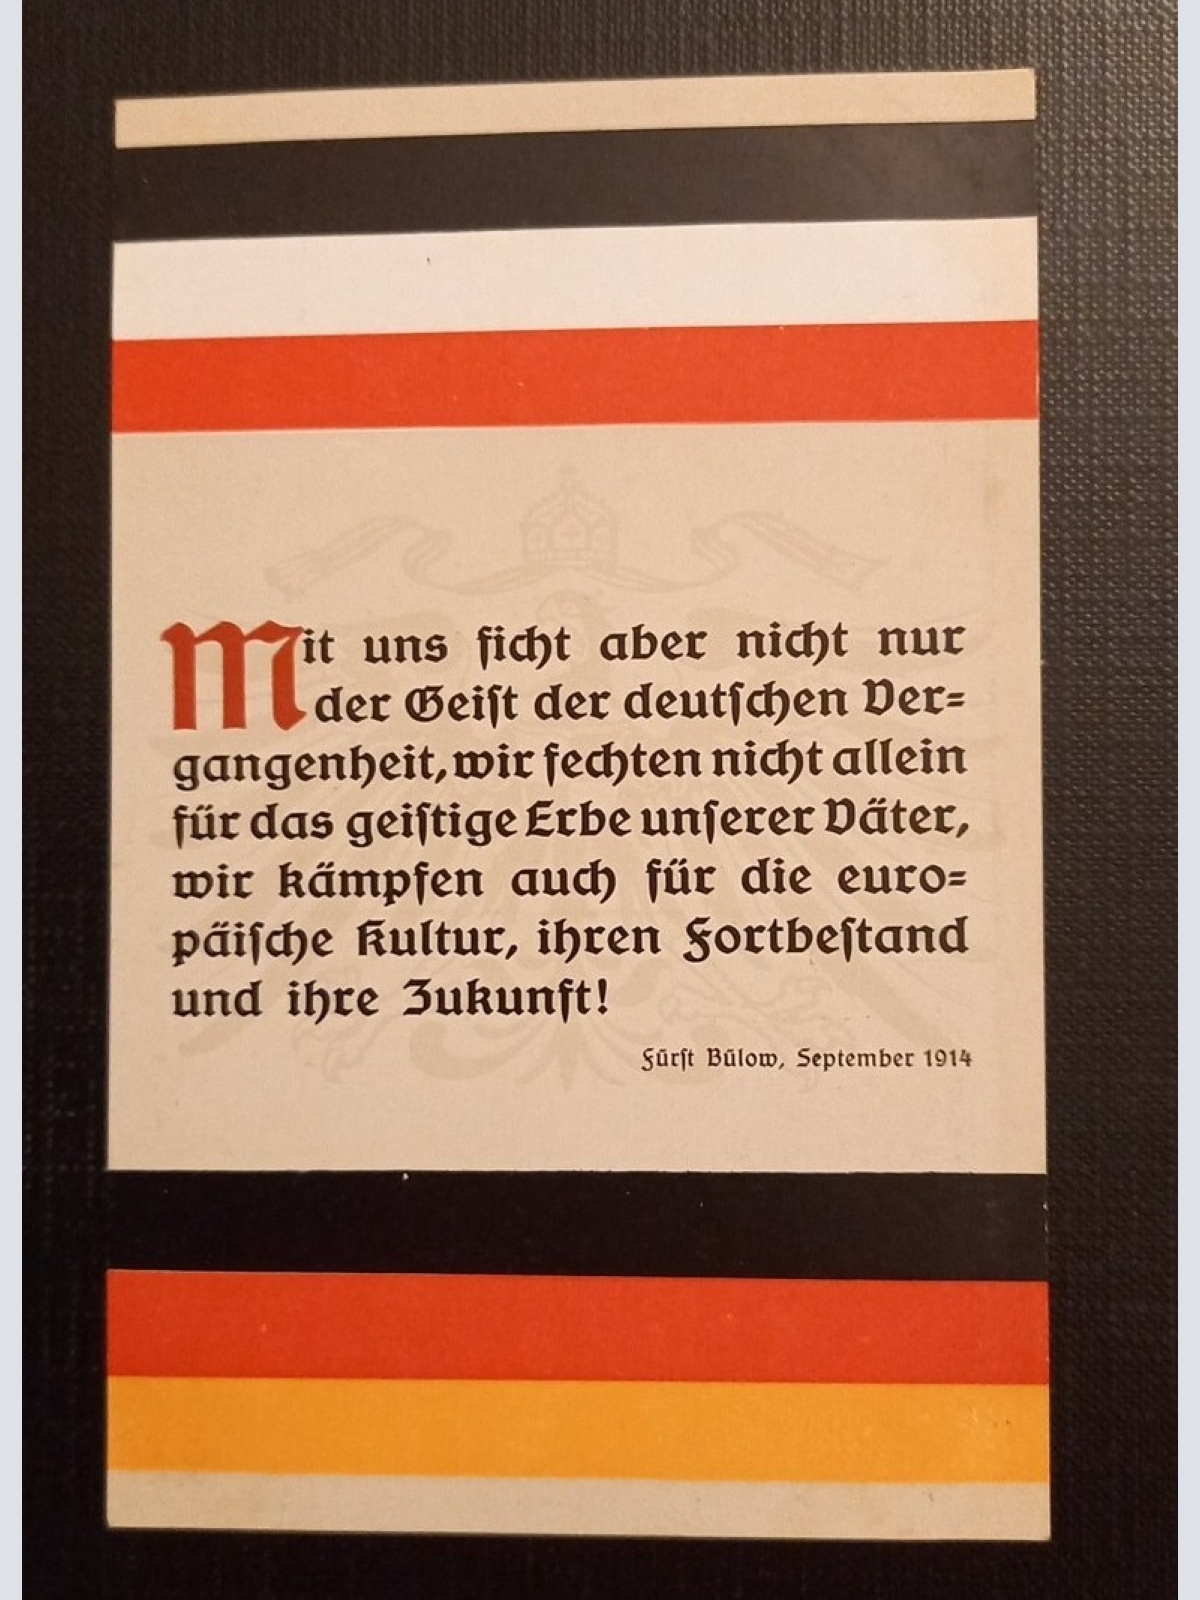 Mit uns ficht aber nicht nur
der Geiſt der deutſchen Ver=
gangenheit, wir fechten nicht allein
für das geiſtige Erbe unſerer Väter,
wir kämpfen auch für die euro=
päiſche Kultur, ihren Fortbeſtand
und ihre Zukunft!
Fürſt Bülow, September 1914